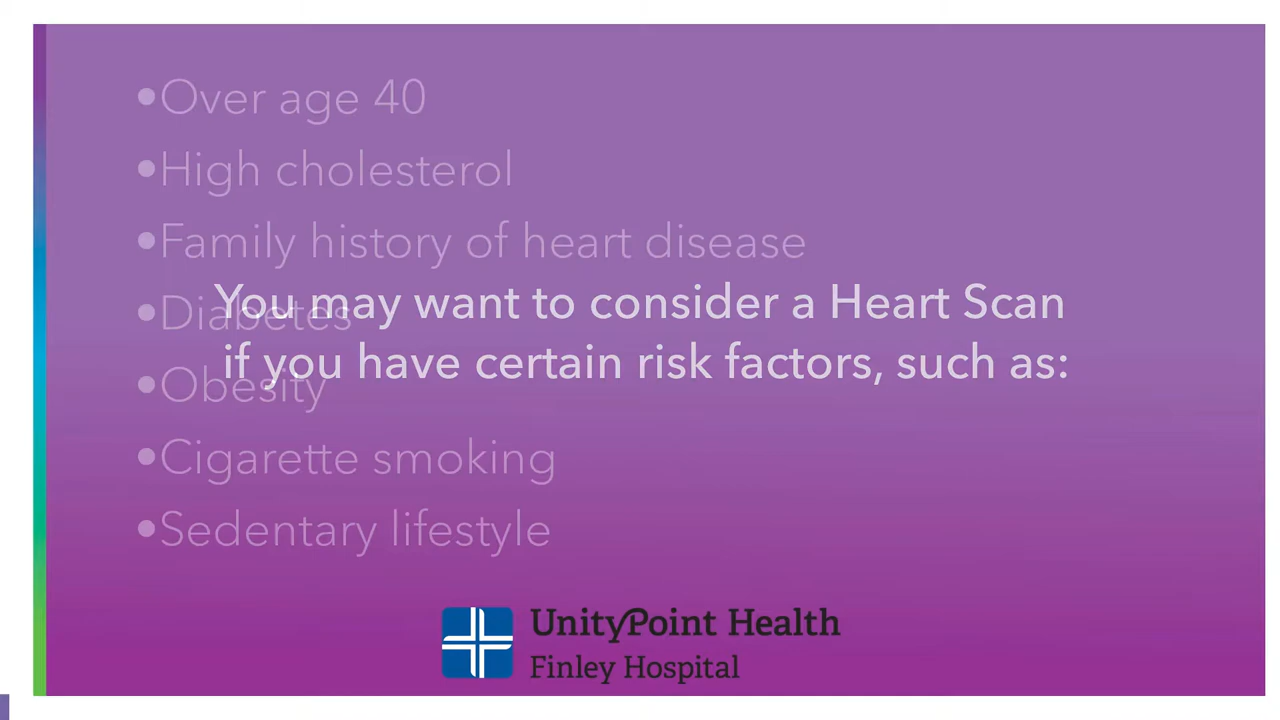 •Over age 40
•High cholesterol
•Family history of heart disease
•Diabetes
•Obesity
•Cigarette smoking
•Sedentary lifestyle
You may want to consider a Heart Scan
if you have certain risk factors, such as:
UnityPoint Health
Finley Hospital